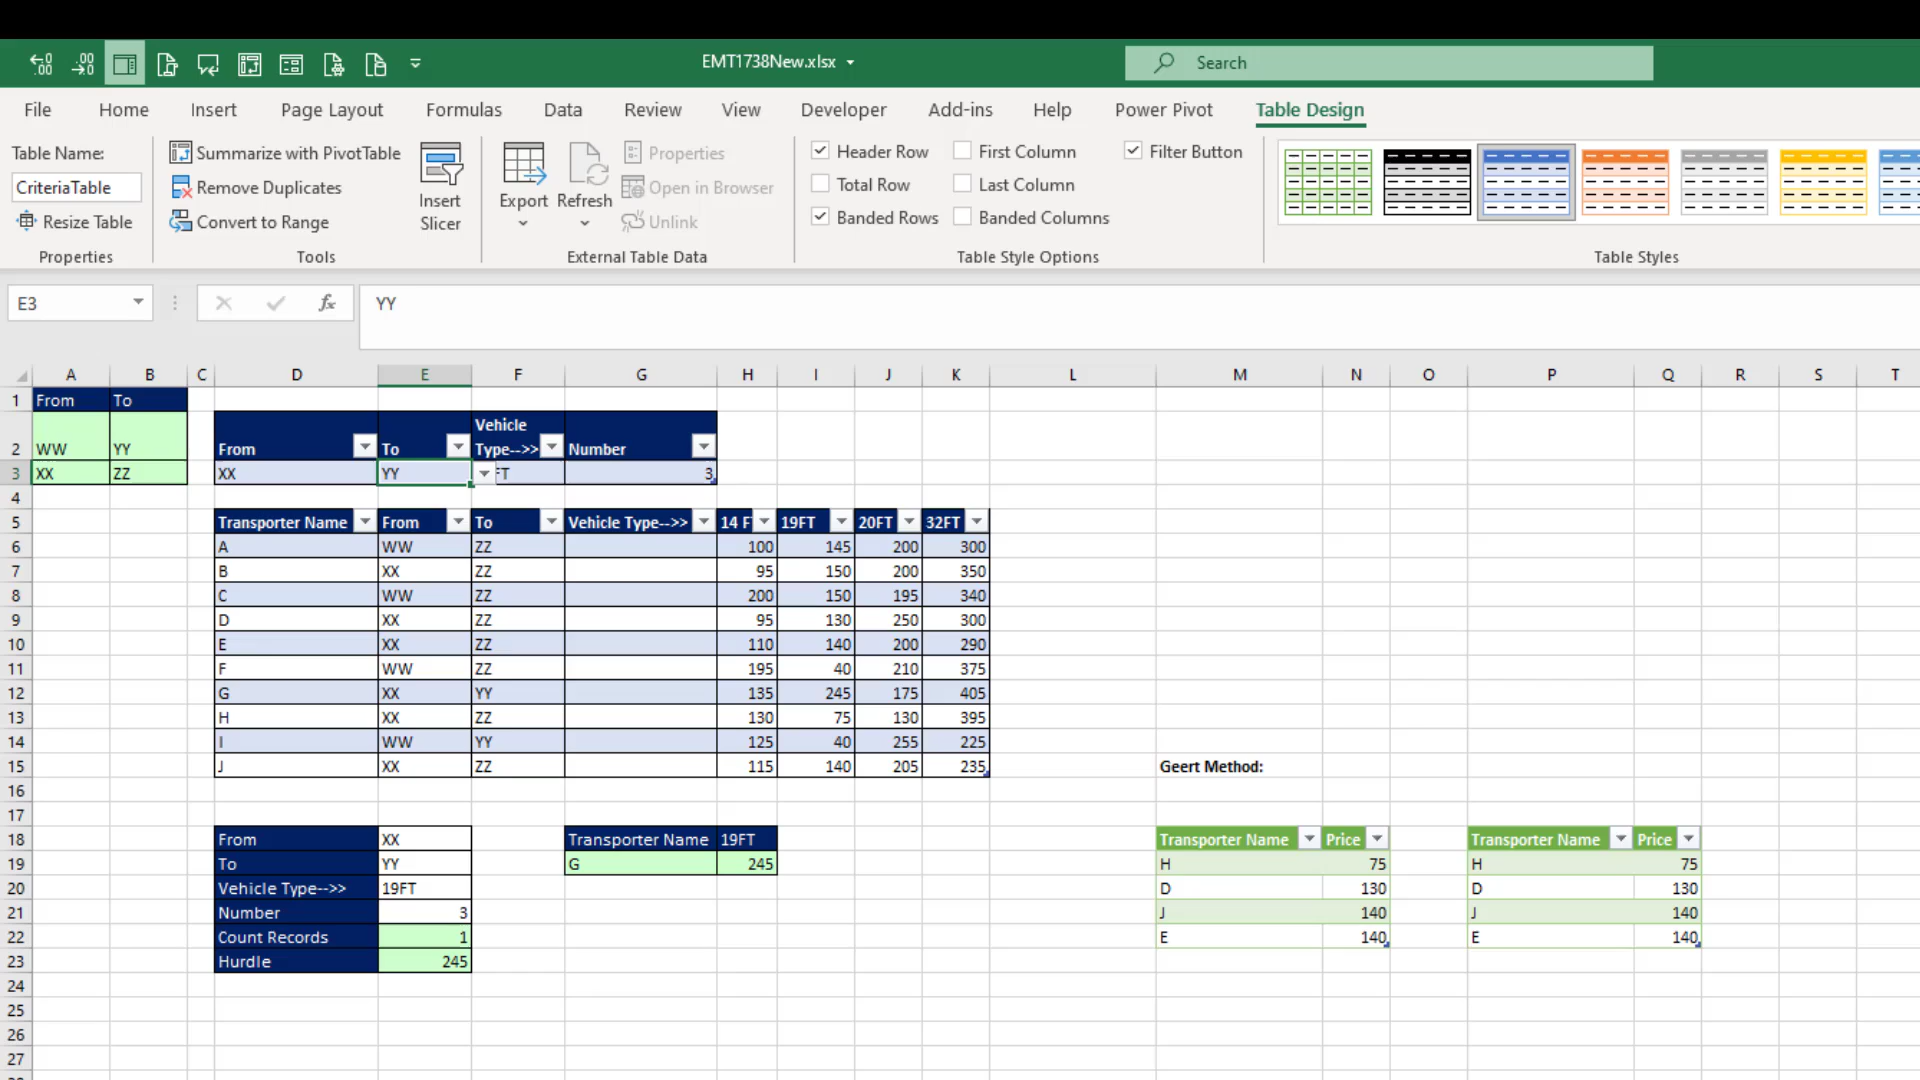 EMT1738New.xlsx
Search
File Home Insert Page Layout Formulas Data Review View Developer Add-ins Help Power Pivot Table Design
Table Name:
CriteriaTable
Resize Table
Properties
Summarize with PivotTable
Remove Duplicates
Convert to Range
Tools
Insert
Slicer
Export
Refresh
Properties
Open in Browser
Unlink
External Table Data
Header Row First Column Filter Button
Total Row Last Column
Banded Rows Banded Columns
Table Style Options
Table Styles
E3 fx YY
A B C D E F G H I J K L M N O P Q R S T
1 From To
2 WW YY From To Vehicle Type-->> Number
3 XX ZZ XX YY FT 3
4
5 Transporter Name From To Vehicle Type-->> 14 F 19FT 20FT 32FT
6 A WW ZZ 100 145 200 300
7 B XX ZZ 95 150 200 350
8 C WW ZZ 200 150 195 340
9 D XX ZZ 95 130 250 300
10 E XX ZZ 110 140 200 290
11 F WW ZZ 195 40 210 375
12 G XX YY 135 245 175 405
13 H XX ZZ 130 75 130 395
14 I WW YY 125 40 255 225
15 J XX ZZ 115 140 205 235 Geert Method:
16
17
18 From XX Transporter Name 19FT Transporter Name Price Transporter Name Price
19 To YY G 245 H 75 H 75
20 Vehicle Type-->> 19FT D 130 D 130
21 Number 3 J 140 J 140
22 Count Records 1 E 140 E 140
23 Hurdle 245
24
25
26
27